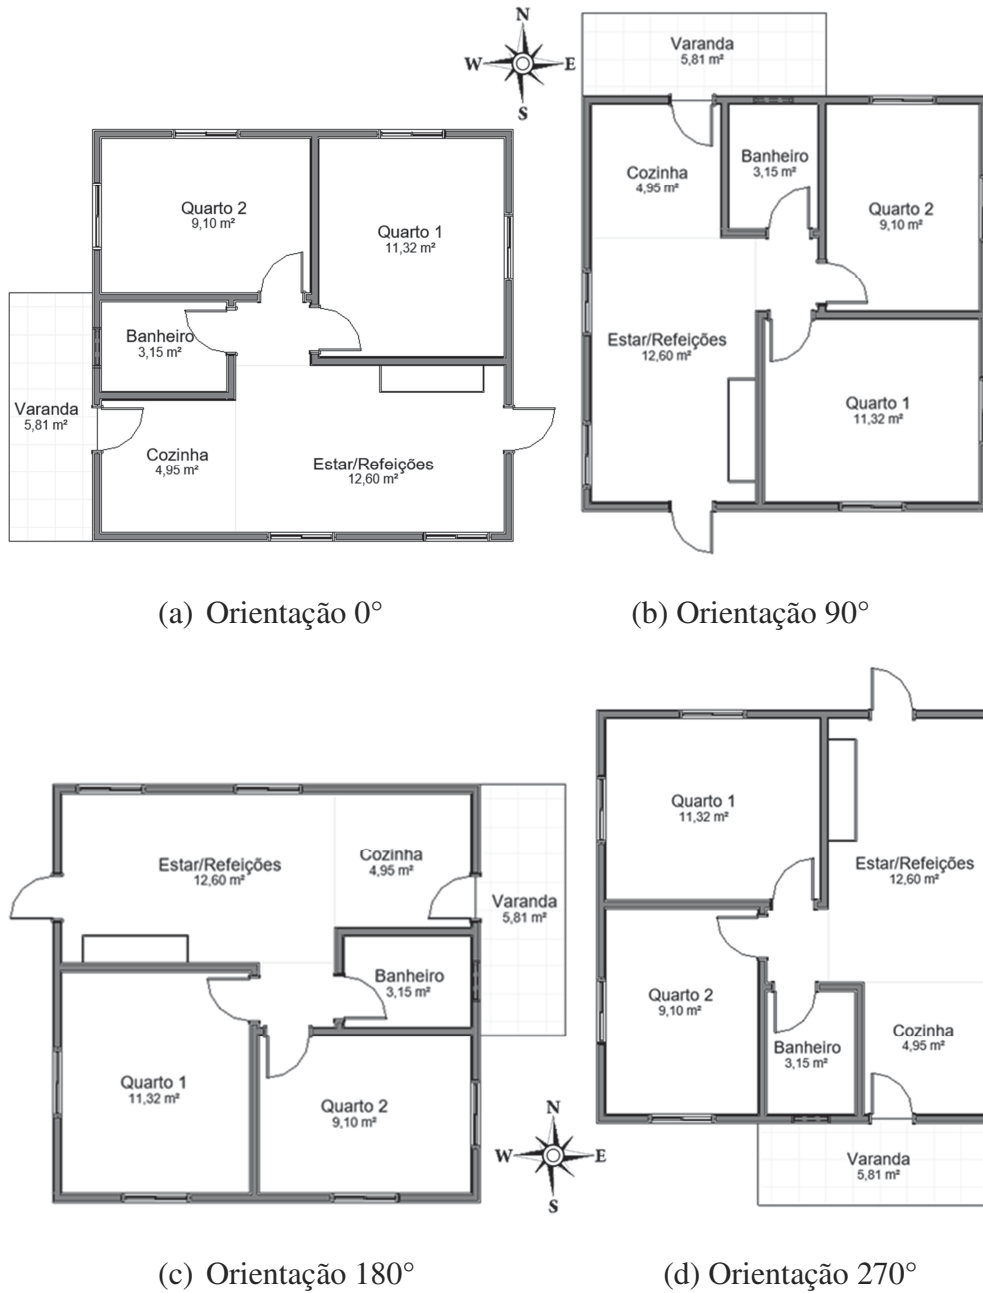 N
W E
S
Quarto 2
9,10 m²
Quarto 1
11,32 m²
Banheiro
3,15 m²
Varanda
5,81 m²
Cozinha
4,95 m²
Estar/Refeições
12,60 m²
(a) Orientação 0°
Varanda
5,81 m²
Cozinha
4,95 m²
Banheiro
3,15 m²
Quarto 2
9,10 m²
Estar/Refeições
12,60 m²
Quarto 1
11,32 m²
(b) Orientação 90°
Estar/Refeições
12,60 m²
Cozinha
4,95 m²
Varanda
5,81 m²
Banheiro
3,15 m²
Quarto 1
11,32 m²
Quarto 2
9,10 m²
N
W E
S
(c) Orientação 180°
Quarto 1
11,32 m²
Estar/Refeições
12,60 m²
Quarto 2
9,10 m²
Banheiro
3,15 m²
Cozinha
4,95 m²
Varanda
5,81 m²
(d) Orientação 270°